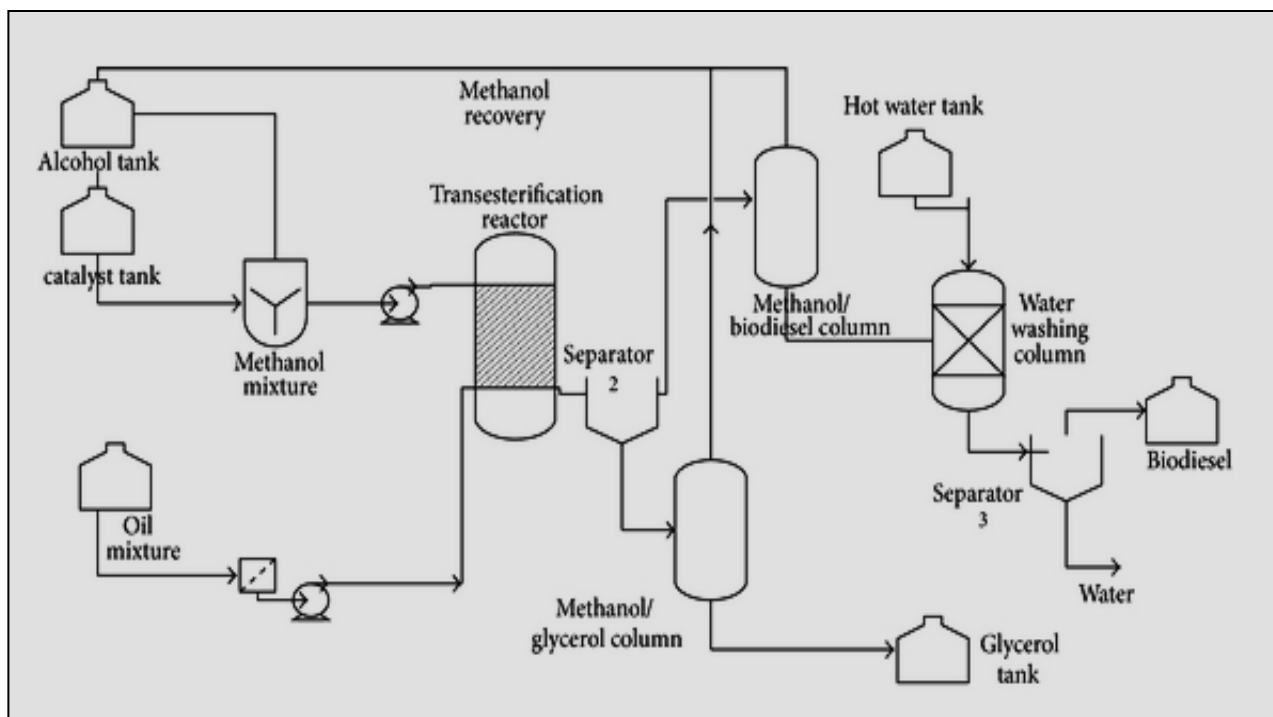 Methanol
recovery
Hot water tank
Alcohol tank
Transesterification
reactor
catalyst tank
Methanol
mixture
Methanol/
biodiesel column
Water
washing
column
Separator
2
Oil
mixture
Separator
3
Biodiesel
Water
Methanol/
glycerol column
Glycerol
tank